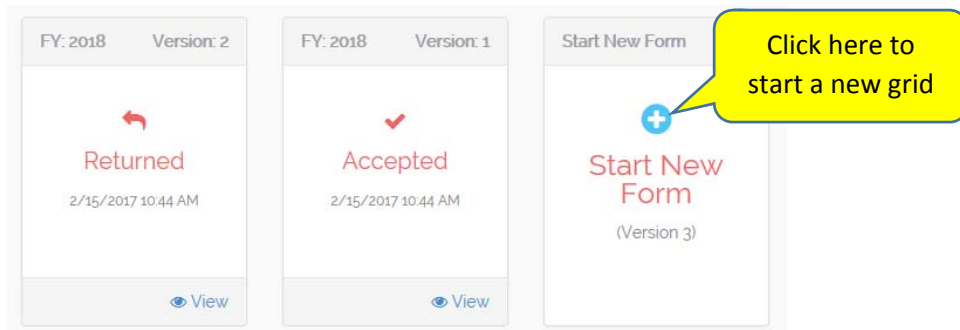 FY: 2018 Version: 2
Returned
2/15/2017 10:44 AM
View
FY: 2018 Version: 1
Accepted
2/15/2017 10:44 AM
View
Start New Form
Start New
Form
(Version 3)
Click here to
start a new grid